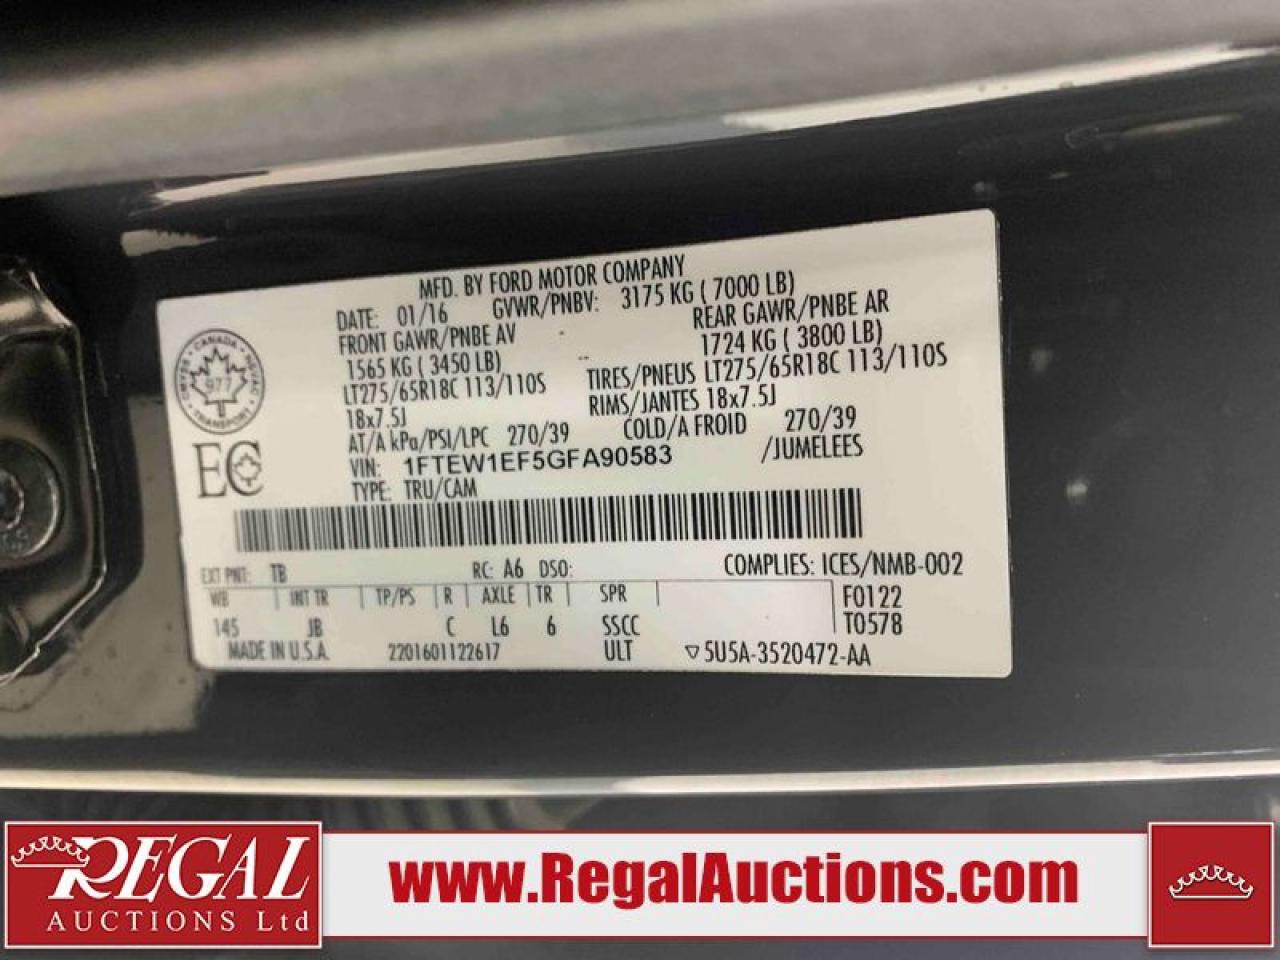 MFD. BY FORD MOTOR COMPANY
DATE: 01/16 GVWR/PNBV: 3175 KG ( 7000 LB)
FRONT GAWR/PNBE AV REAR GAWR/PNBE AR
1565 KG ( 3450 LB) 1724 KG ( 3800 LB)
LT275/65R18C 113/110S TIRES/PNEUS LT275/65R18C 113/110S
18x7.5J RIMS/JANTES 18x7.5J
AT/A kPa/PSI/LPC 270/39 COLD/A FROID 270/39
VIN: 1FTEW1EF5GFA90583 /JUMELEES
TYPE: TRU/CAM
CANADA
977
TRANSPORT
EC
EXT PNT: TB RC: A6 DSO: COMPLIES: ICES/NMB-002
WB INT TR TP/PS R AXLE TR SPR F0122
145 JB C L6 6 SSCC T0578
MADE IN U.S.A. 2201601122617 ULT ▽5U5A-3520472-AA
REGAL
AUCTIONS Ltd
www.RegalAuctions.com